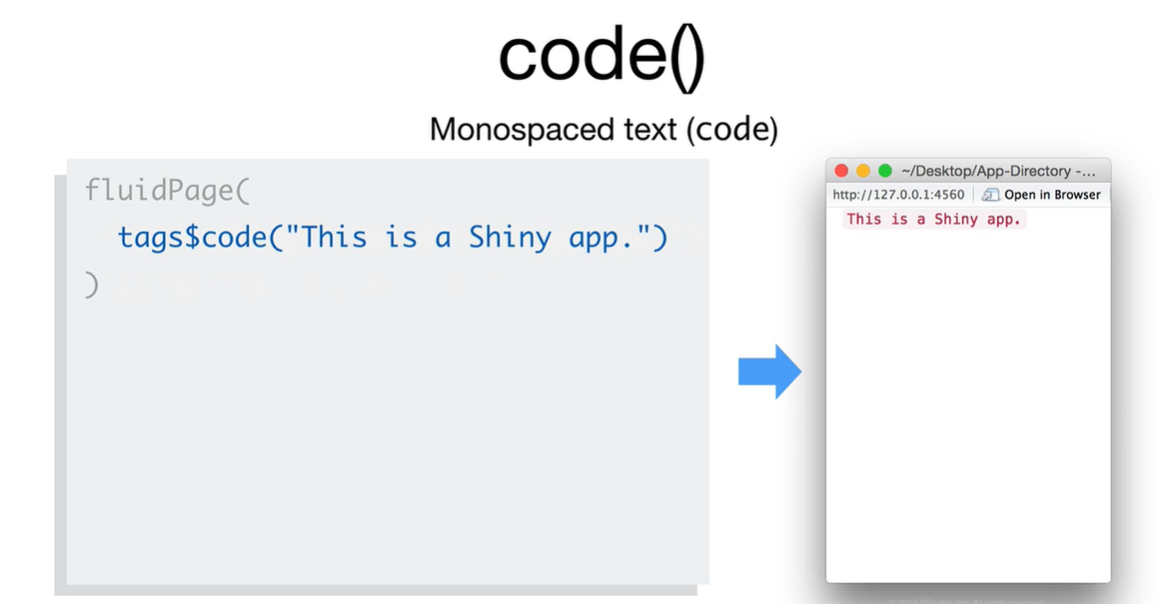 code()
Monospaced text (code)
fluidPage(
tags$code("This is a Shiny app.")
)
~/Desktop/App-Directory -...
http://127.0.0.1:4560 Open in Browser
This is a Shiny app.